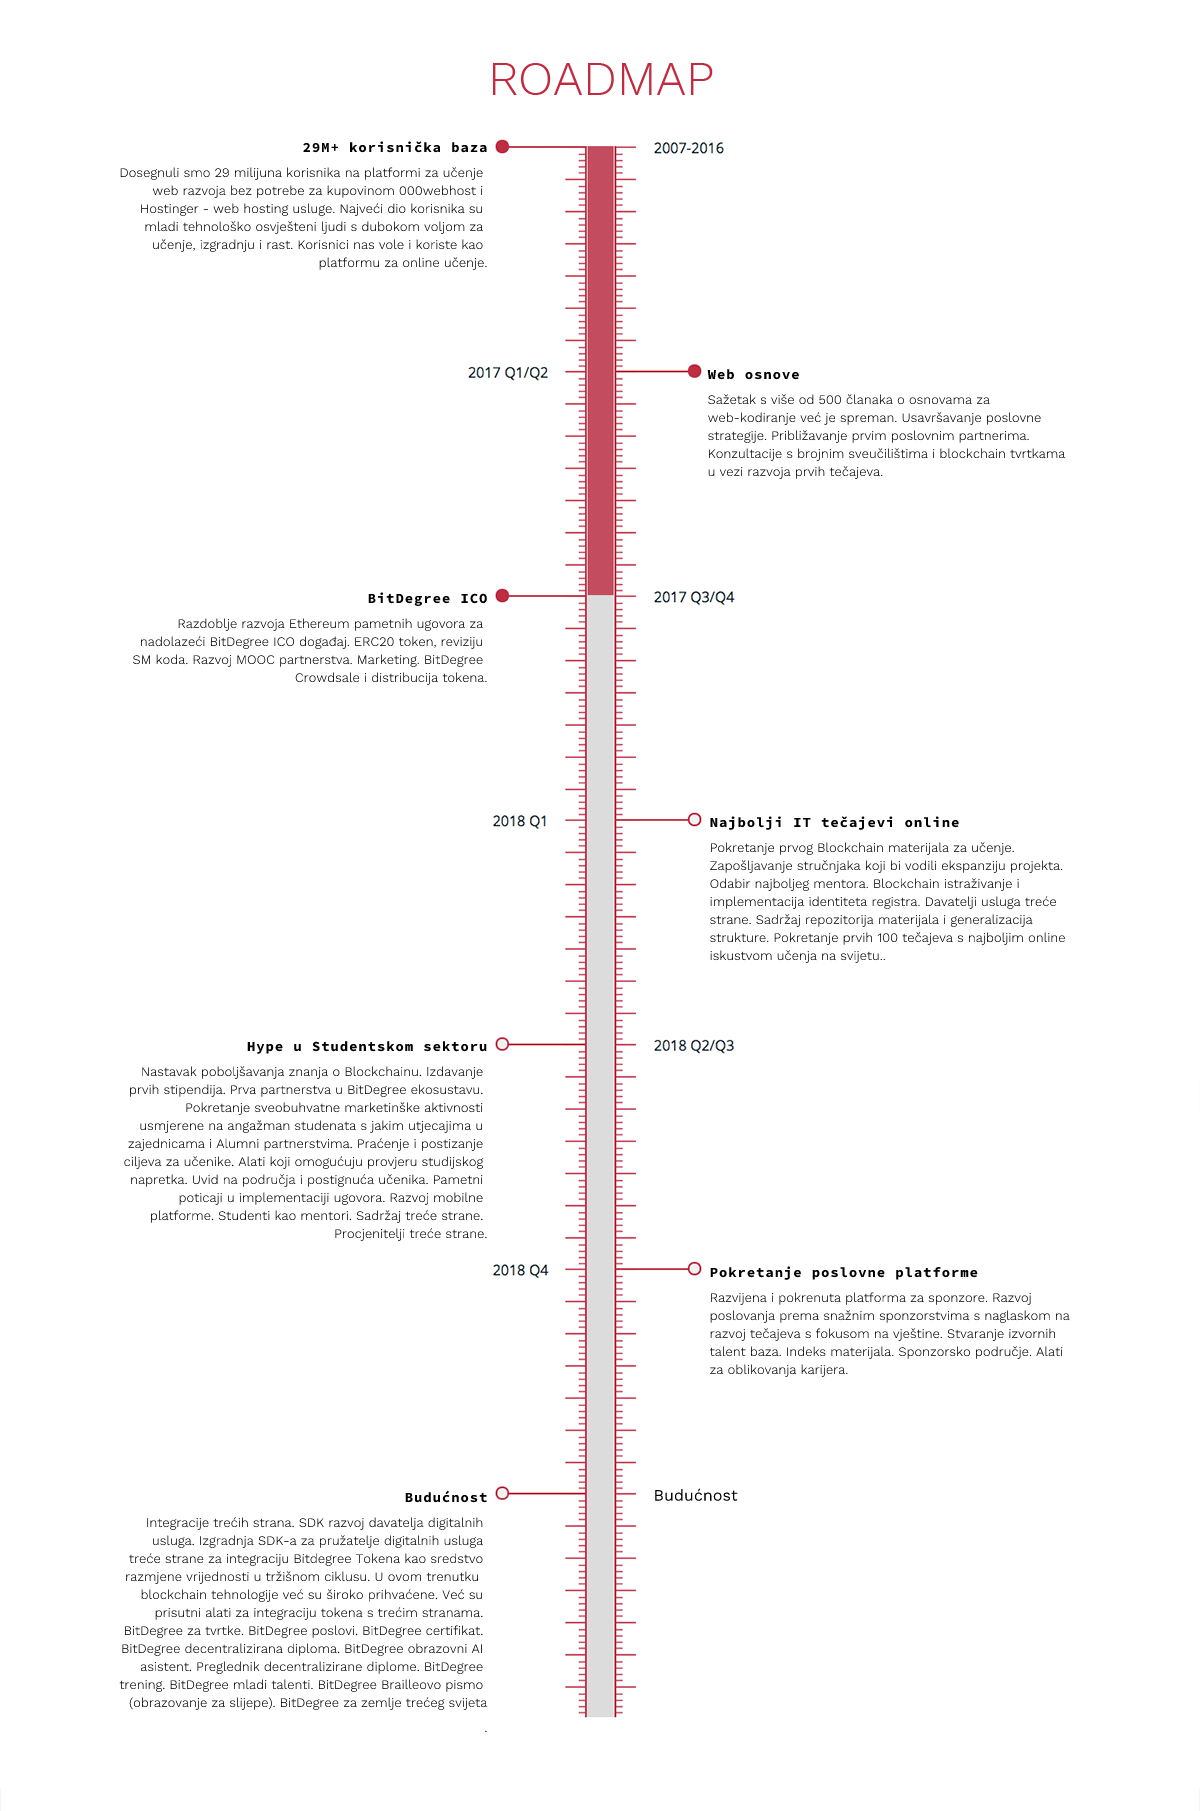 ROADMAP
29M+ korisnička baza
2007-2016
Dosegnuli smo 29 milijuna korisnika na platformi za učenje
web razvoja bez potrebe za kupovinom 000webhost i
Hostinger - web hosting usluge. Najveći dio korisnika su
mladi tehnološko osvješteni ljudi s dubokom voljom za
učenje, izgradnju i rast. Korisnici nas vole i koriste kao
platformu za online učenje.
2017 Q1/Q2
Web osnove
Sažetak s više od 500 članaka o osnovama za
web-kodiranje već je spreman. Usavršavanje poslovne
strategije. Približavanje prvim poslovnim partnerima.
Konzultacije s brojnim sveučilištima i blockchain tvrtkama
u vezi razvoja prvih tečajeva.
BitDegree ICO
2017 Q3/Q4
Razdoblje razvoja Ethereum pametnih ugovora za
nadolazeći BitDegree ICO događaj. ERC20 token, reviziju
SM koda. Razvoj MOOC partnerstva. Marketing. BitDegree
Crowdsale i distribucija tokena.
2018 Q1
Najbolji IT tečajevi online
Pokretanje prvog Blockchain materijala za učenje.
Zapošljavanje stručnjaka koji bi vodili ekspanziju projekta.
Odabir najboljeg mentora. Blockchain istraživanje i
implementacija identiteta registra. Davatelji usluga treće
strane. Sadržaj repozitorija materijala i generalizacija
strukture. Pokretanje prvih 100 tečajeva s najboljim online
iskustvom učenja na svijetu..
Hype u Studentskom sektoru
2018 Q2/Q3
Nastavak poboljšavanja znanja o Blockchainu. Izdavanje
prvih stipendija. Prva partnerstva u BitDegree ekosustavu.
Pokretanje sveobuhvatne marketinške aktivnosti
usmjerene na angažman studenata s jakim utjecajima u
zajednicama i Alumni partnerstvima. Praćenje i postizanje
ciljeva za učenike. Alati koji omogućuju provjeru studijskog
napretka. Uvid na područja i postignuća učenika. Pametni
poticaji u implementaciji ugovora. Razvoj mobilne
platforme. Studenti kao mentori. Sadržaj treće strane.
Procjenitelji treće strane.
2018 Q4
Pokretanje poslovne platforme
Razvijena i pokrenuta platforma za sponzore. Razvoj
poslovanja prema snažnim sponzorstvima s naglaskom na
razvoj tečajeva s fokusom na vještine. Stvaranje izvornih
talent baza. Indeks materijala. Sponzorsko područje. Alati
za oblikovanja karijera.
Budućnost
Budućnost
Integracije trećih strana. SDK razvoj davatelja digitalnih
usluga. Izgradnja SDK-a za pružatelje digitalnih usluga
treće strane za integraciju Bitdegree Tokena kao sredstvo
razmjene vrijednosti u tržišnom ciklusu. U ovom trenutku
blockchain tehnologije već su široko prihvaćene. Već su
prisutni alati za integraciju tokena s trećim stranama.
BitDegree za tvrtke. BitDegree poslovi. BitDegree certifikat.
BitDegree decentralizirana diploma. BitDegree obrazovni AI
asistent. Preglednik decentralizirane diplome. BitDegree
trening. BitDegree mladi talenti. BitDegree Brailleovo pismo
(obrazovanje za slijepe). BitDegree za zemlje trećeg svijeta
.